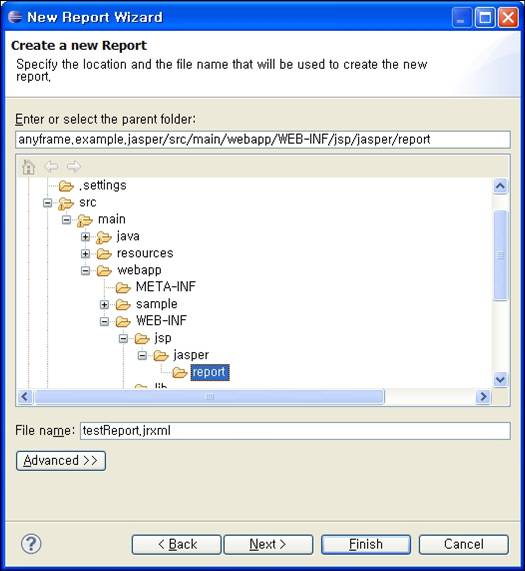 New Report Wizard
Create a new Report
Specify the location and the file name that will be used to create the new
report.
Enter or select the parent folder:
anyframe.example.jasper/src/main/webapp/WEB-INF/jsp/jasper/report
.settings
src
main
java
resources
webapp
META-INF
sample
WEB-INF
jsp
jasper
report
lib
File name: testReport.jrxml
Advanced >>
? < Back Next > Finish Cancel